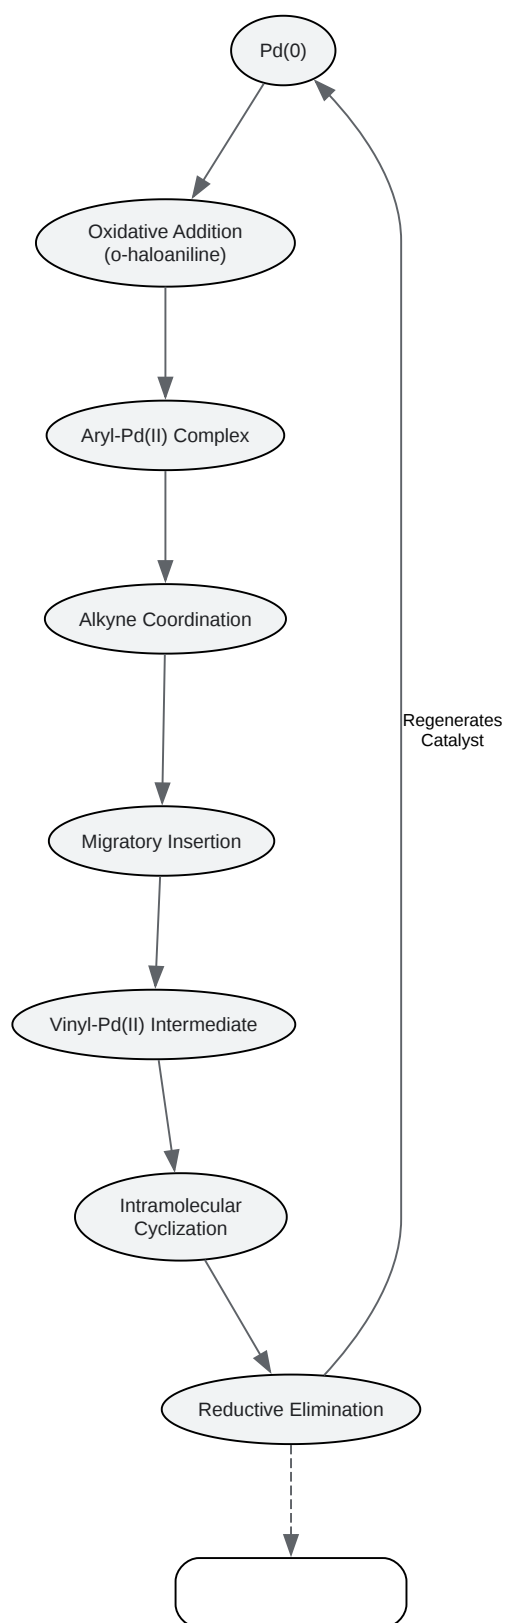 Pd(0)
Oxidative Addition
(o-haloaniline)
Aryl-Pd(II) Complex
Alkyne Coordination
Regenerates
Catalyst
Migratory Insertion
Vinyl-Pd(II) Intermediate
Intramolecular
Cyclization
Reductive Elimination